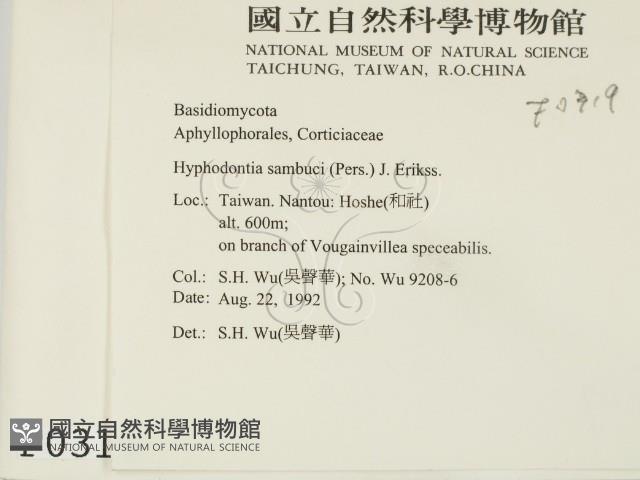 國立自然科學博物館
NATIONAL MUSEUM OF NATURAL SCIENCE
TAICHUNG, TAIWAN, R.O.CHINA
Basidiomycota
Aphyllophorales, Corticiaceae
Hyphodontia sambuci (Pers.) J. Erikss.
Loc.: Taiwan. Nantou: Hoshe(和社)
alt. 600m;
on branch of Vougainvillea speceabilis.
Col.: S.H. Wu(吳聲華); No. Wu 9208-6
Date: Aug. 22, 1992
Det.: S.H. Wu(吳聲華)
國立自然科學博物館
NATIONAL MUSEUM OF NATURAL SCIENCE